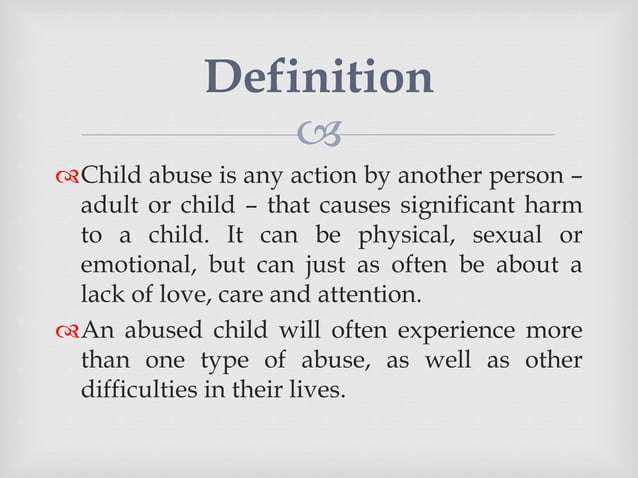 Definition
Child abuse is any action by another person –
adult or child – that causes significant harm
to a child. It can be physical, sexual or
emotional, but can just as often be about a
lack of love, care and attention.
An abused child will often experience more
than one type of abuse, as well as other
difficulties in their lives.